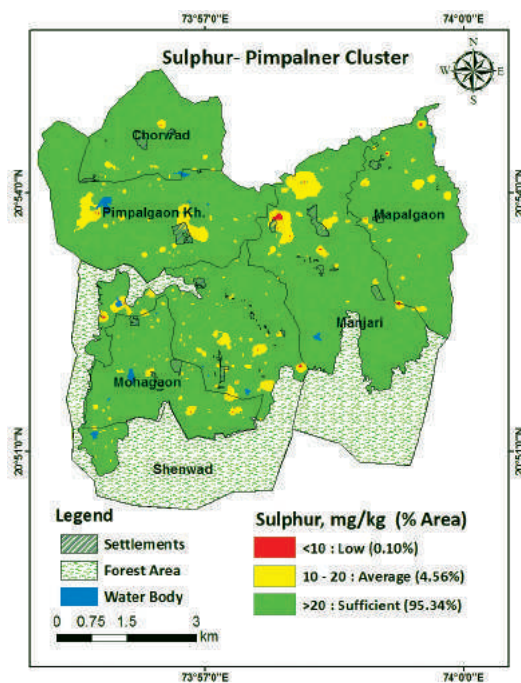 73°57'0"E
74°0'0"E
Sulphur- Pimpalner Cluster
N
W
E
S
Chorwad
20°54'0"N
20°54'0"N
Pimpalgaon Kh.
Mapalgaon
Manjari
Mohagaon
20°51'0"N
20°51'0"N
Shenwad
Legend
Settlements
Forest Area
Water Body
0 0.75 1.5 3
km
Sulphur, mg/kg (% Area)
<10 : Low (0.10%)
10 - 20 : Average (4.56%)
>20 : Sufficient (95.34%)
73°57'0"E
74°0'0"E